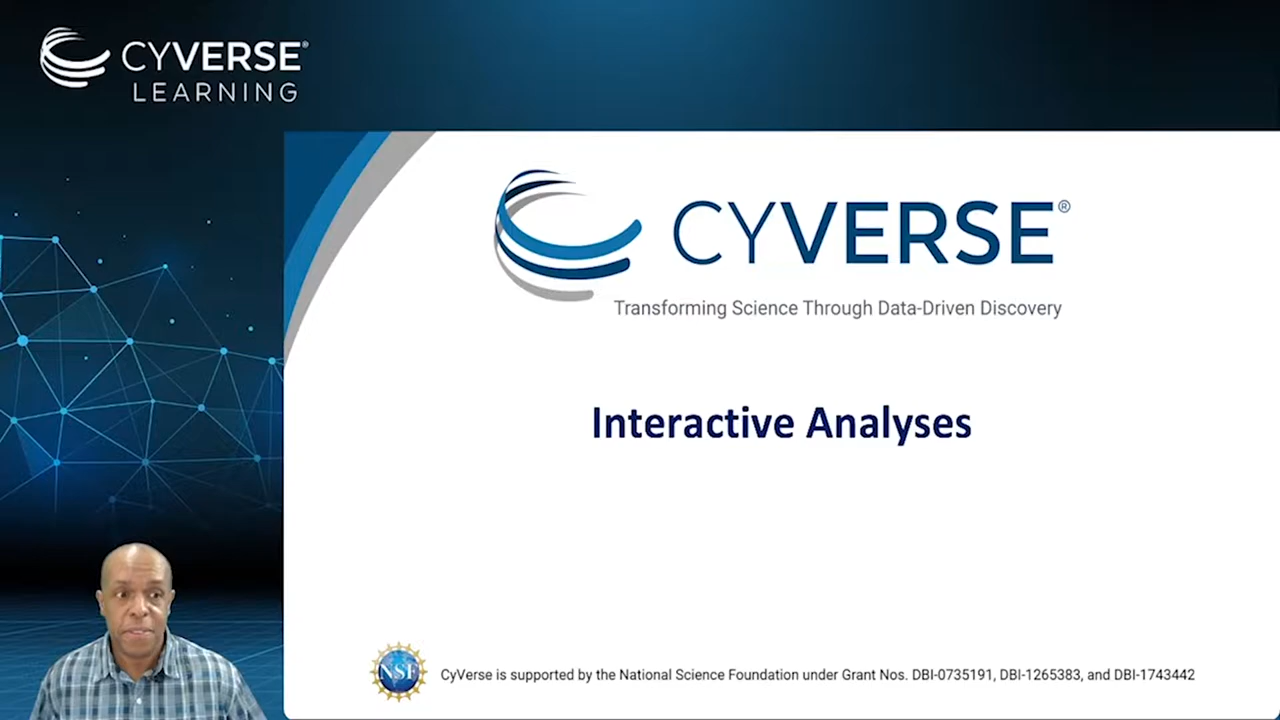 CYVERSE®
LEARNING
CYVERSE®
Transforming Science Through Data-Driven Discovery
Interactive Analyses
NSF
CyVerse is supported by the National Science Foundation under Grant Nos. DBI-0735191, DBI-1265383, and DBI-1743442